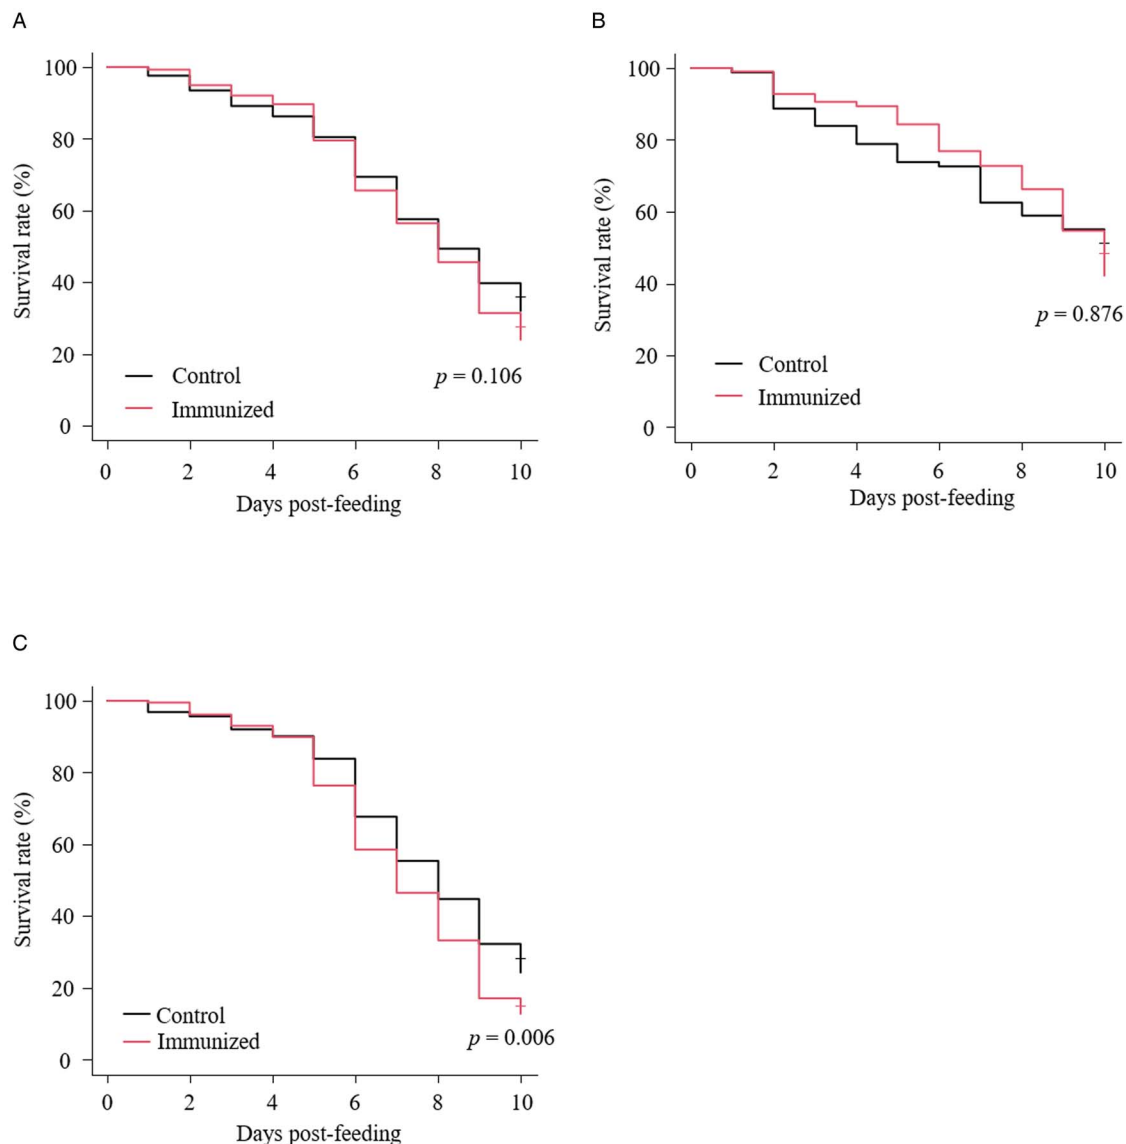 A
Survival rate (%)
100
80
60
40
20
0
Control
Immunized
p = 0.106
0 2 4 6 8 10
Days post-feeding
B
Survival rate (%)
100
80
60
40
20
0
p = 0.876
Control
Immunized
0 2 4 6 8 10
Days post-feeding
C
Survival rate (%)
100
80
60
40
20
0
Control
Immunized
p = 0.006
0 2 4 6 8 10
Days post-feeding